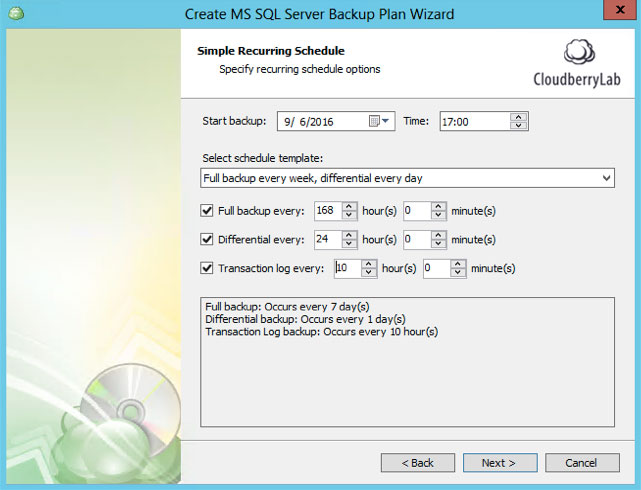 Create MS SQL Server Backup Plan Wizard
x
Simple Recurring Schedule
Specify recurring schedule options
CloudberryLab
Start backup: 9/ 6/2016 Time: 17:00
Select schedule template:
Full backup every week, differential every day
Full backup every: 168 hour(s) 0 minute(s)
Differential every: 24 hour(s) 0 minute(s)
Transaction log every: 10 hour(s) 0 minute(s)
Full backup: Occurs every 7 day(s)
Differential backup: Occurs every 1 day(s)
Transaction Log backup: Occurs every 10 hour(s)
< Back Next > Cancel